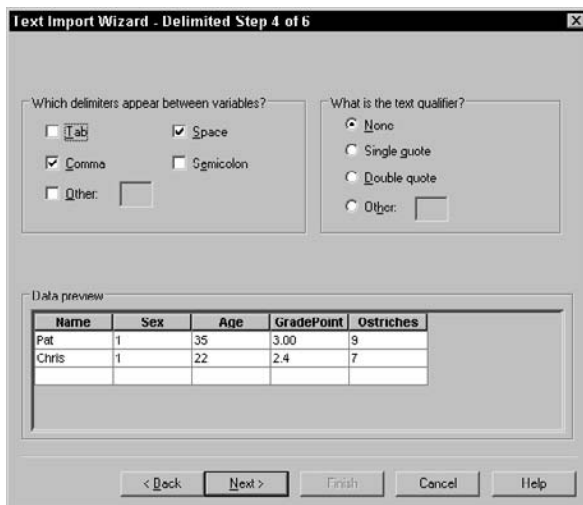 Text Import Wizard - Delimited Step 4 of 6
Which delimiters appear between variables?
Tab
Space
Comma
Semicolon
Other:
What is the text qualifier?
None
Single quote
Double quote
Other:
Data preview
Name Sex Age GradePoint Ostriches
Pat 1 35 3.00 9
Chris 1 22 2.4 7
< Back Next > Finish Cancel Help